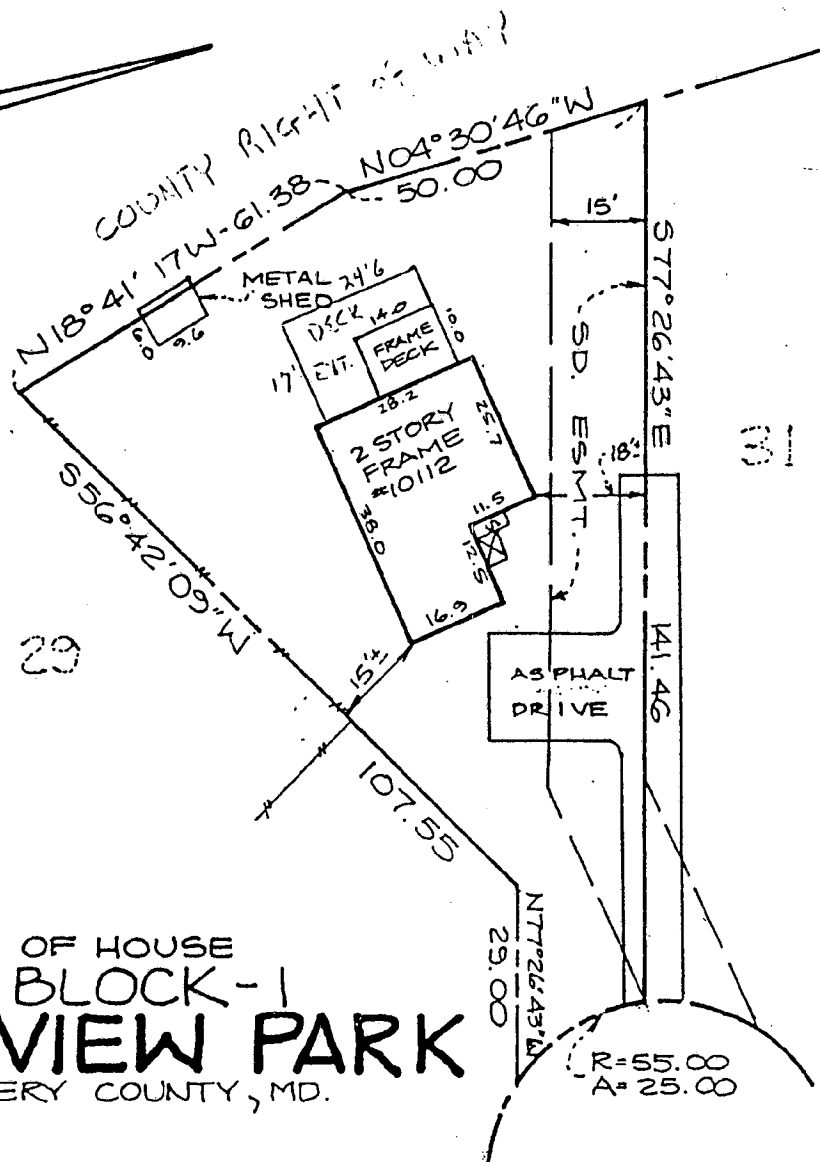 COUNTY RIGHT of WAY
N04°30'46"W
50.00
N18°41'17W-61.38
15'
METAL
SHED
6.0
9.6
24'6
DECK
EXT.
17'
14.0
10.0
FRAME
DECK
28.2
25.7
2 STORY
FRAME
#10112
38.0
11.5
12.5
16.9
S77°26'43"E
SD. ESMT.
18'±
31
S56°42'09"W
29
15'±
107.55
141.46
ASPHALT
DRIVE
N77°26'43"W
29.00
OF HOUSE
BLOCK-1
VIEW PARK
ERY COUNTY, MD.
R=55.00
A=25.00